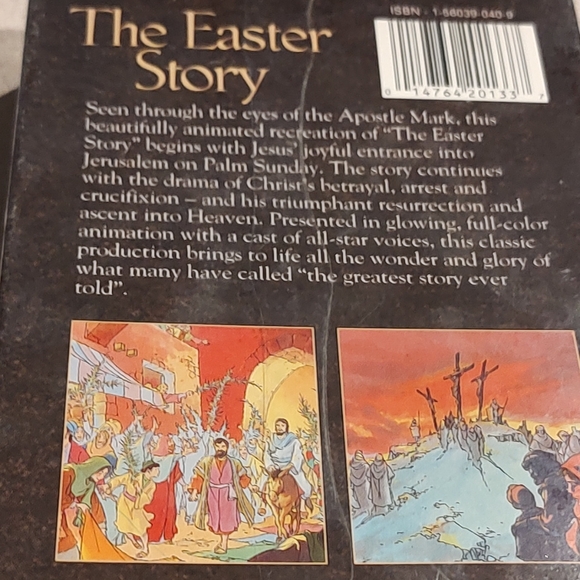 The Easter
Story
ISBN - 1-56039-040-9
0 14764 20133 7
Seen through the eyes of the Apostle Mark, this
beautifully animated recreation of "The Easter
Story" begins with Jesus' joyful entrance into
Jerusalem on Palm Sunday. The story continues
with the drama of Christ's betrayal, arrest and
crucifixion – and his triumphant resurrection and
ascent into Heaven. Presented in glowing, full-color
animation with a cast of all-star voices, this classic
production brings to life all the wonder and glory of
what many have called "the greatest story ever
told".